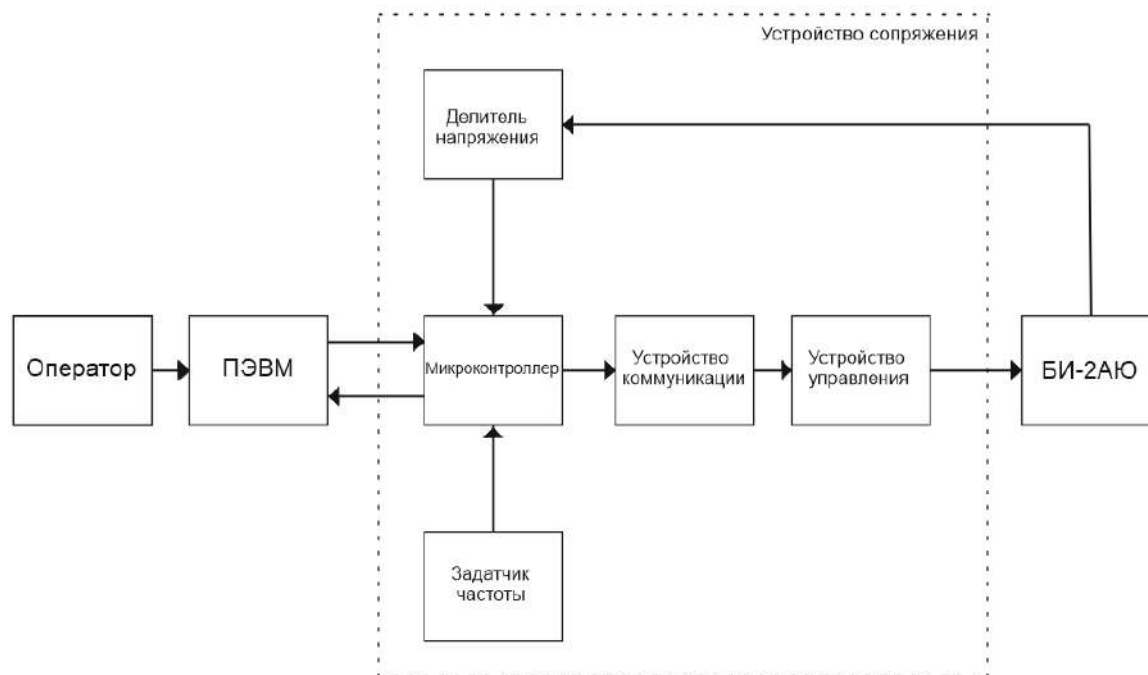 Устройство сопряжения
Делитель
напряжения
Оператор
ПЭВМ
Микроконтроллер
Устройство
коммуникации
Устройство
управления
БИ-2АЮ
Задатчик
частоты